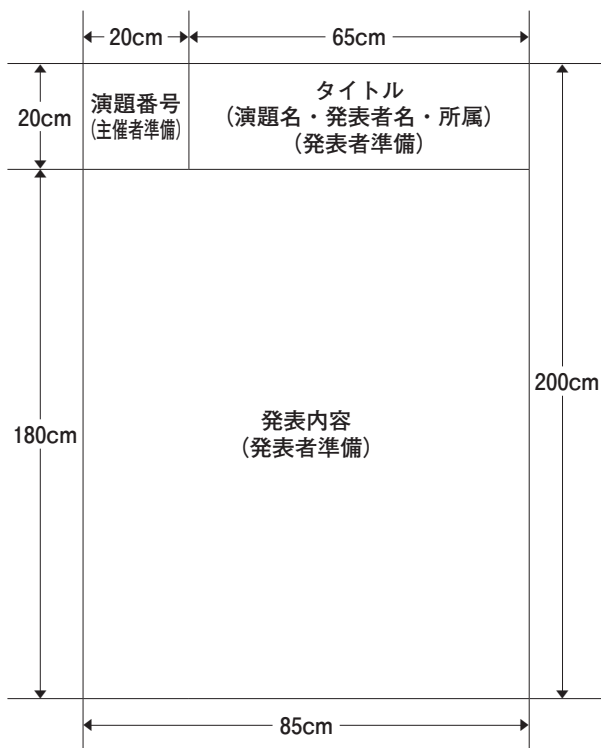 20cm
65cm
20cm
演題番号
(主催者準備)
タイトル
(演題名・発表者名・所属)
(発表者準備)
200cm
180cm
発表内容
(発表者準備)
85cm